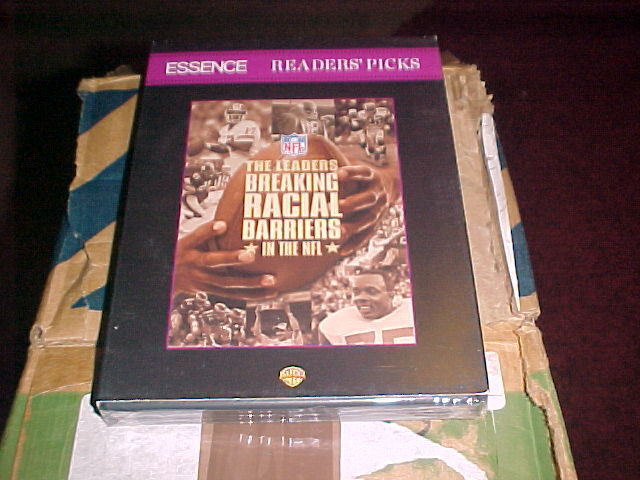 ESSENCE READERS' PICKS
NFL
THE LEADERS
BREAKING
RACIAL
BARRIERS
IN THE NFL